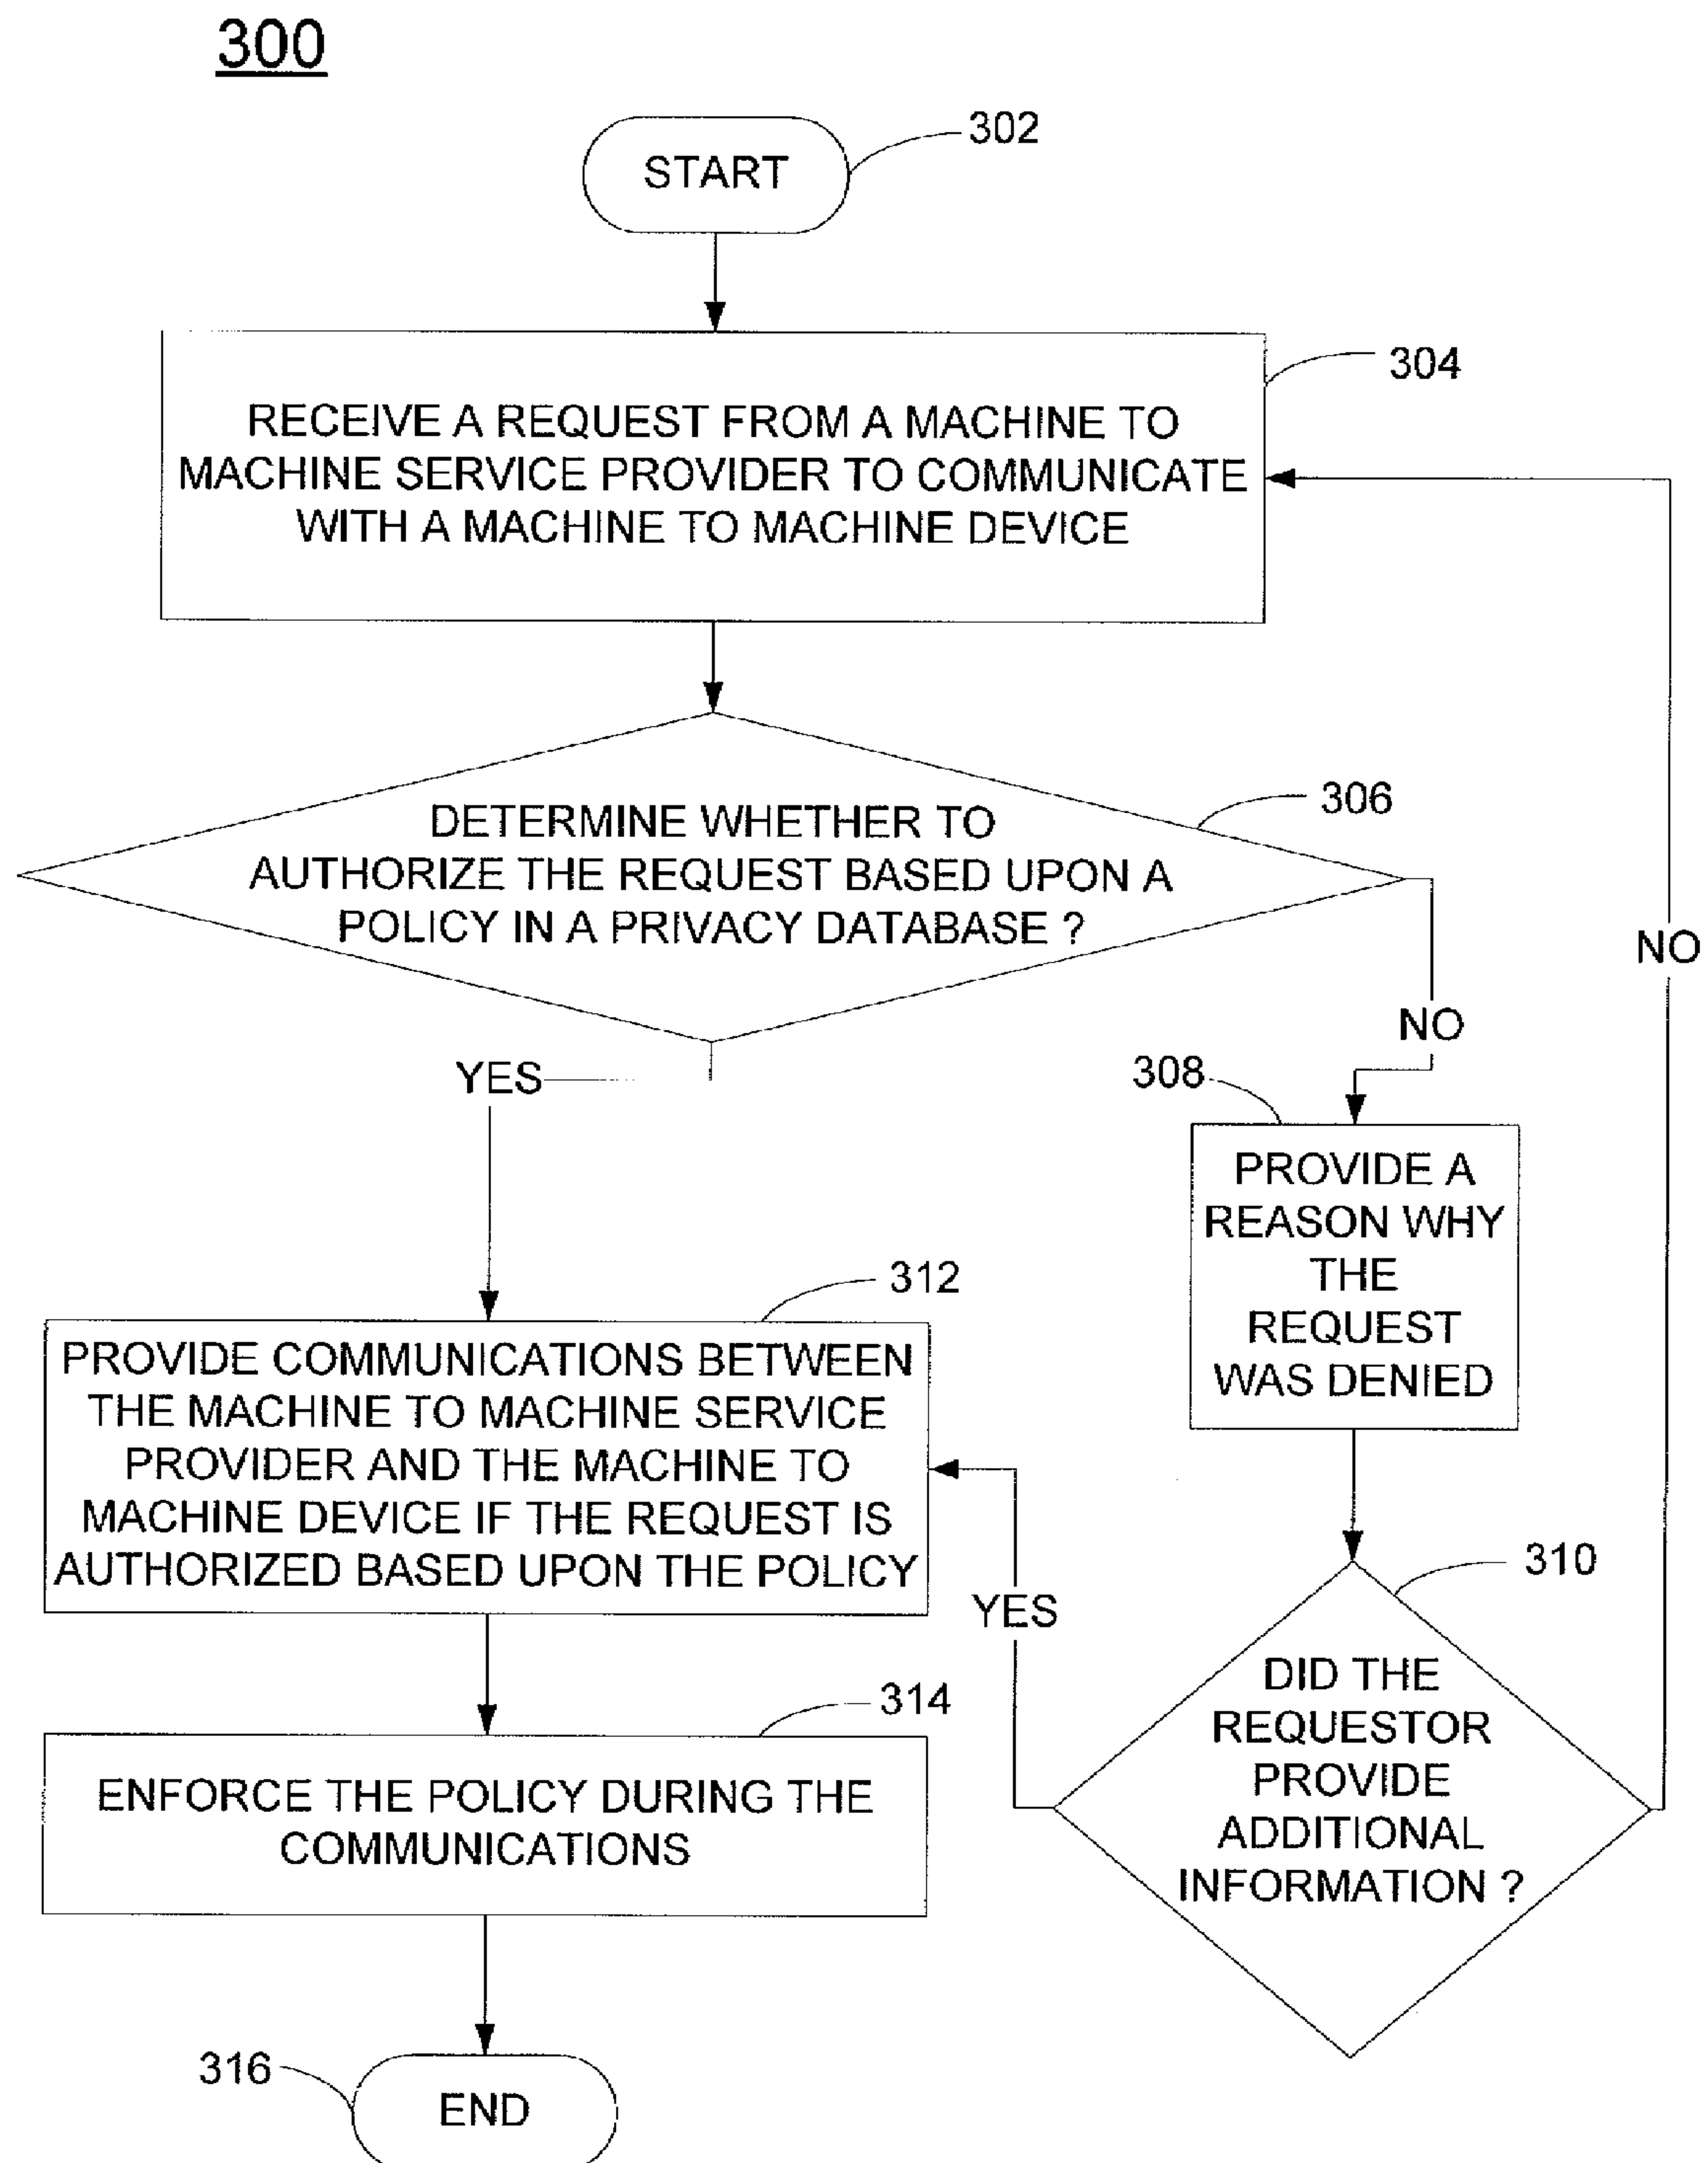 300
302
START
304
RECEIVE A REQUEST FROM A MACHINE TO
MACHINE SERVICE PROVIDER TO COMMUNICATE
WITH A MACHINE TO MACHINE DEVICE
306
DETERMINE WHETHER TO
AUTHORIZE THE REQUEST BASED UPON A
POLICY IN A PRIVACY DATABASE ?
NO
NO
YES
308
PROVIDE A
REASON WHY
THE
REQUEST
WAS DENIED
312
PROVIDE COMMUNICATIONS BETWEEN
THE MACHINE TO MACHINE SERVICE
PROVIDER AND THE MACHINE TO
MACHINE DEVICE IF THE REQUEST IS
AUTHORIZED BASED UPON THE POLICY
YES
310
DID THE
REQUESTOR
PROVIDE
ADDITIONAL
INFORMATION ?
314
ENFORCE THE POLICY DURING THE
COMMUNICATIONS
316
END